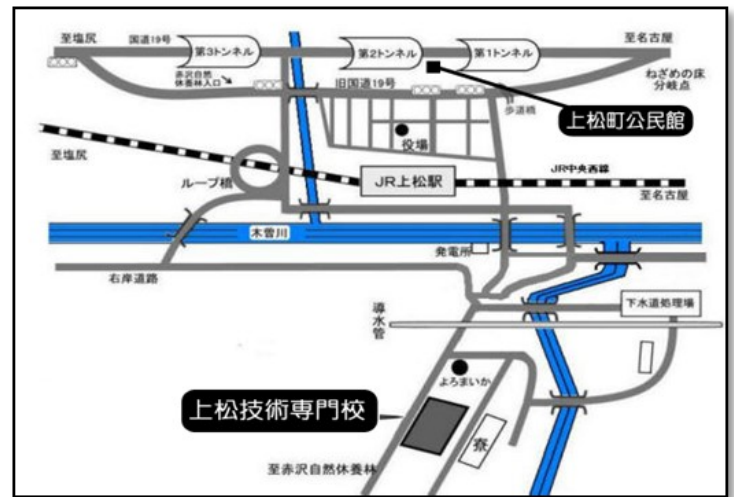 国道19号
第3トンネル
第2トンネル
第1トンネル
至塩尻
至名古屋
赤沢自然
休養林入口
旧国道19号
ねざめの床
分岐点
歩道橋
上松町公民館
役場
至塩尻
ループ橋
JR上松駅
JR中央西線
至名古屋
木曽川
発電所
右岸道路
導水管
下水道処理場
よろまいか
上松技術専門校
寮
至赤沢自然休養林